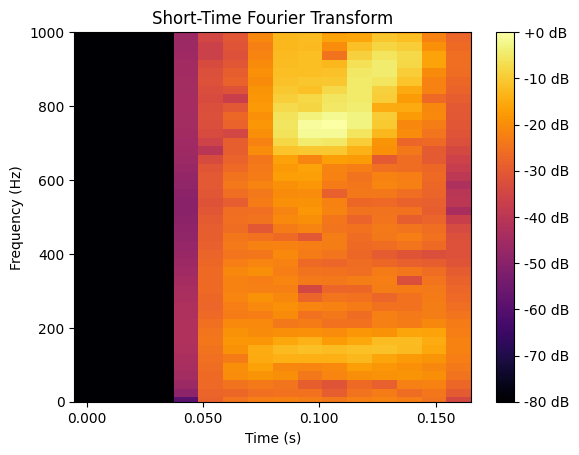 Short-Time Fourier Transform
1000
800
600
400
200
0
Frequency (Hz)
0.000
0.050
0.100
0.150
Time (s)
+0 dB
-10 dB
-20 dB
-30 dB
-40 dB
-50 dB
-60 dB
-70 dB
-80 dB